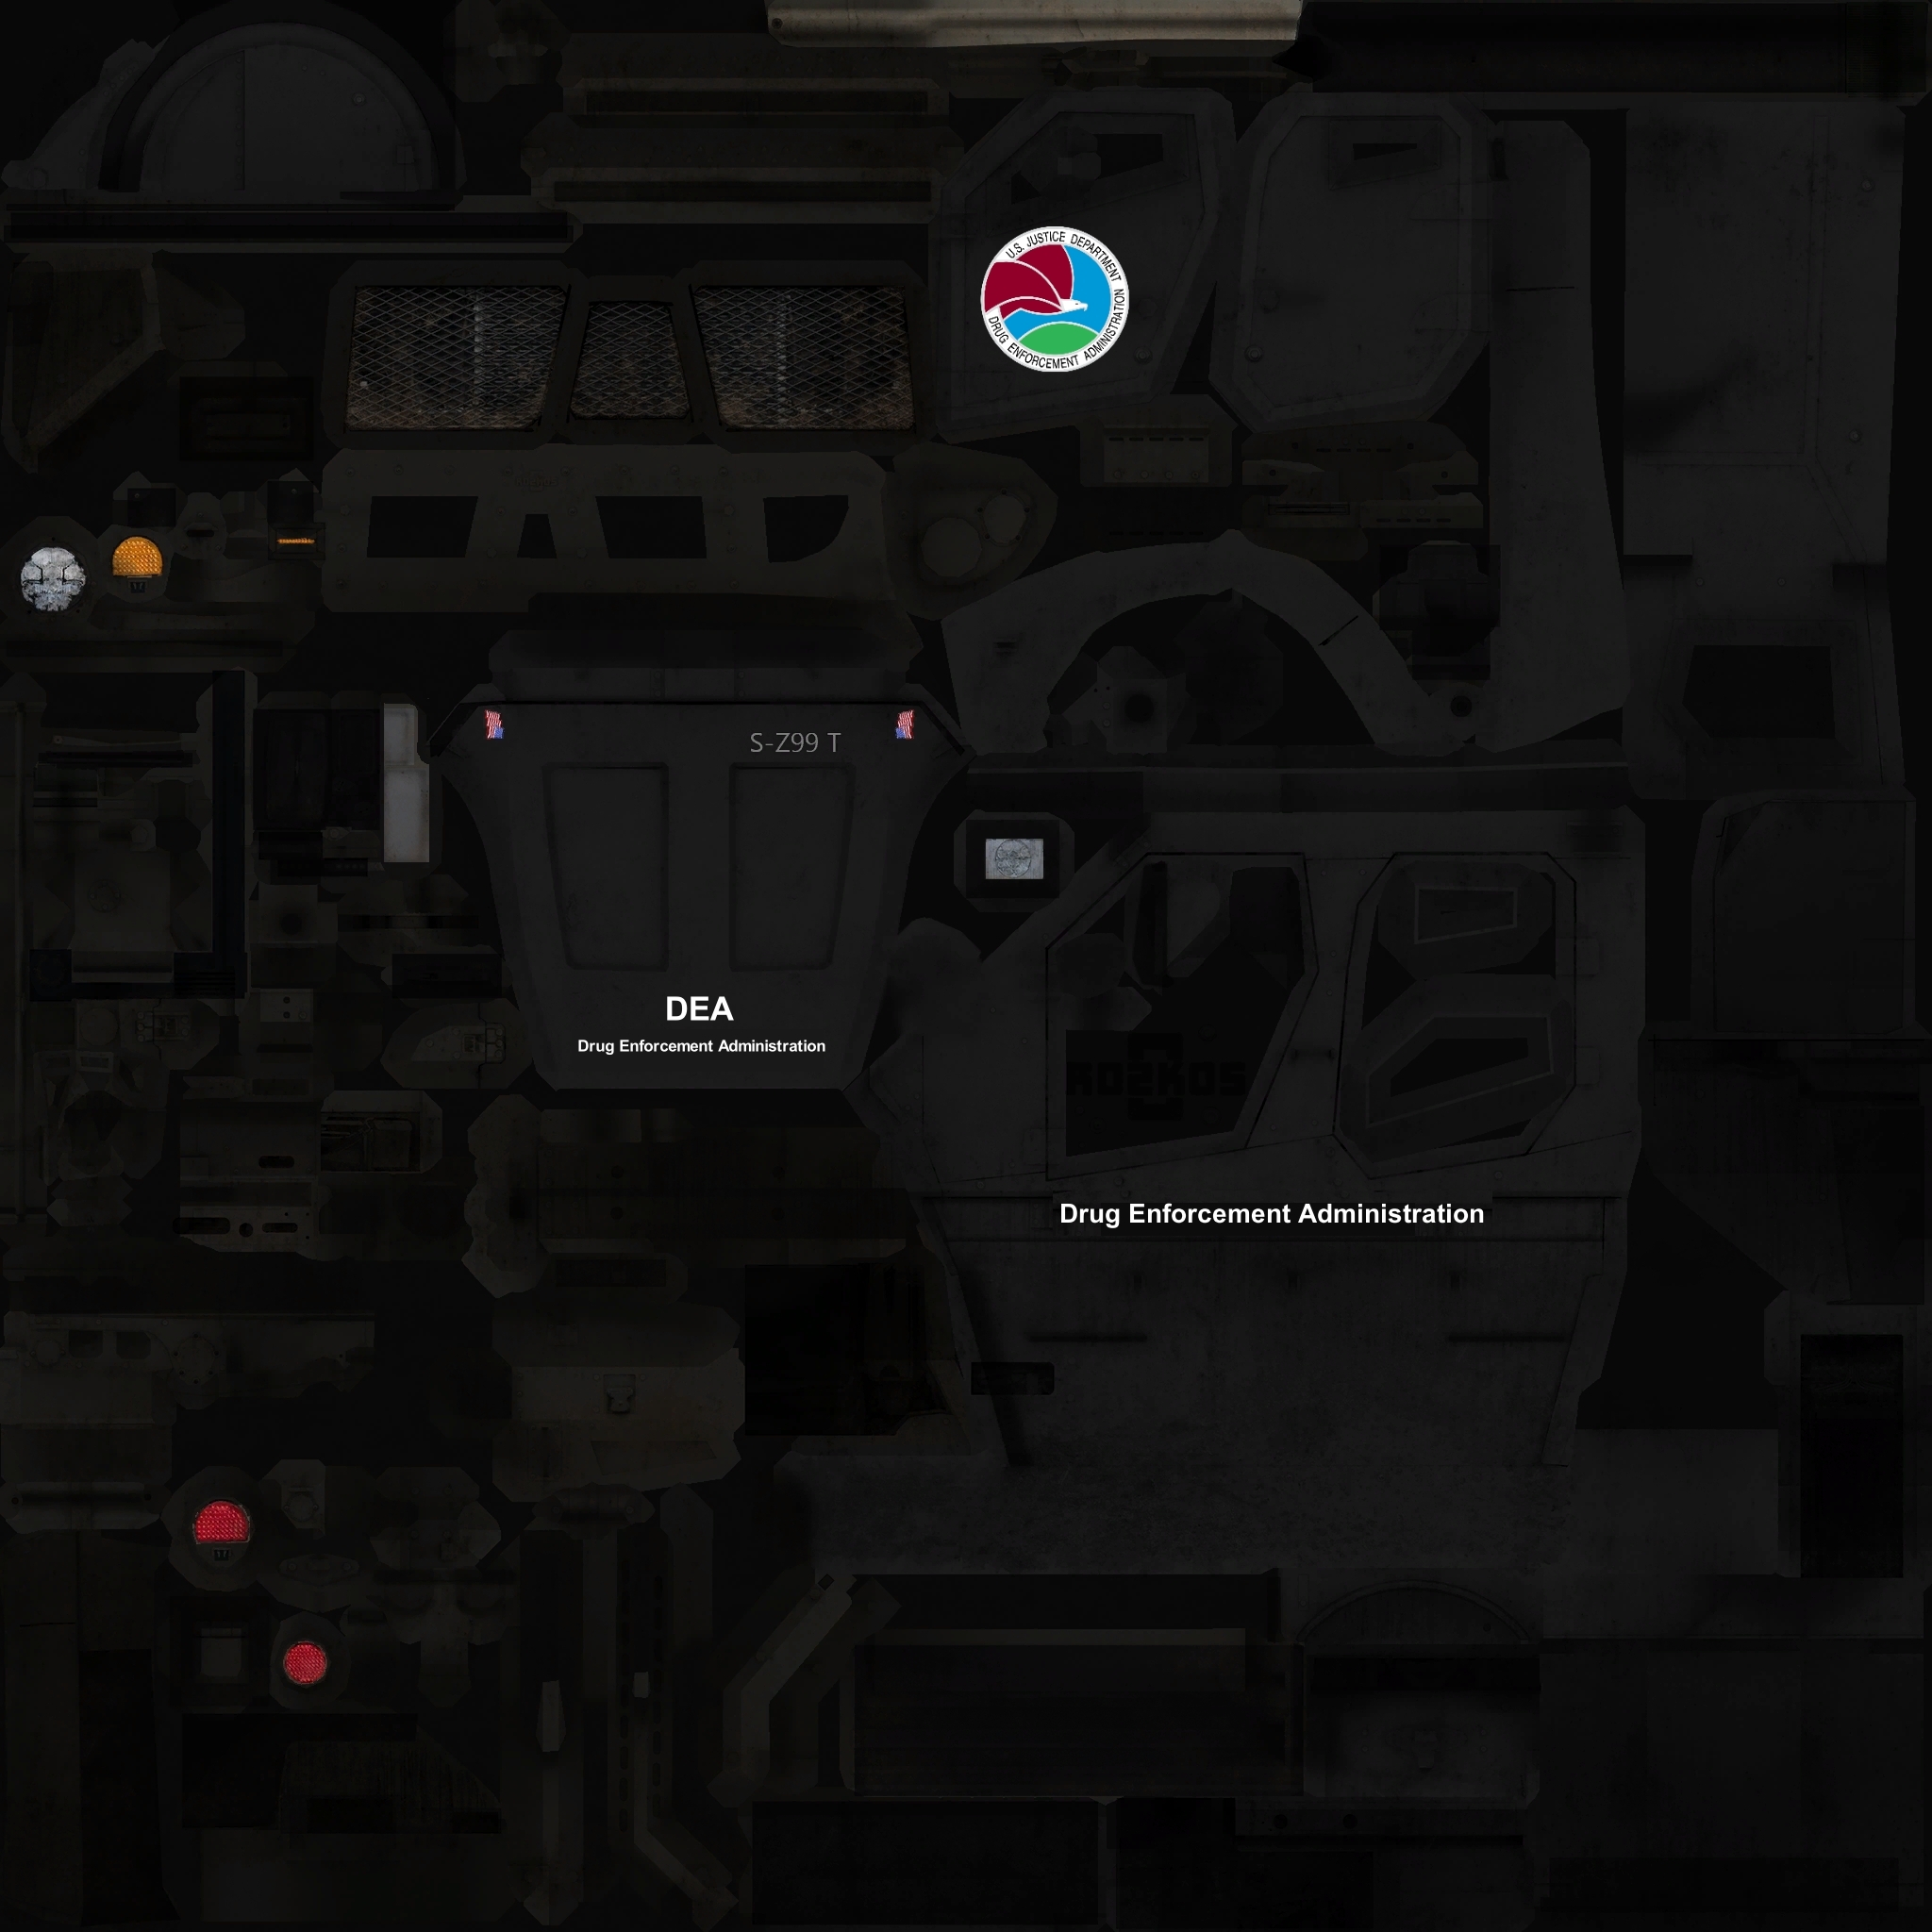 U.S. JUSTICE DEPARTMENT
DRUG ENFORCEMENT ADMINISTRATION
S-Z99 T
DEA
Drug Enforcement Administration
Drug Enforcement Administration